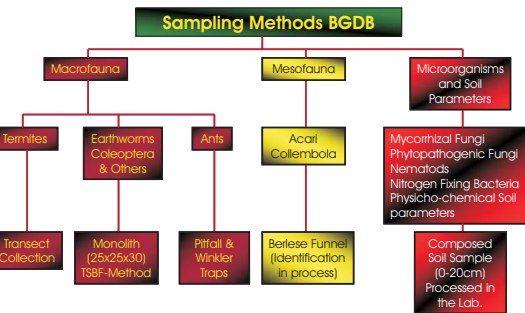 Sampling Methods BGDB
Macrofauna
Mesofauna
Microorganisms
and Soil
Parameters
Termites
Earthworms
Coleoptera
& Others
Ants
Acari
Collembola
Mycorrhizal Fungi
Phytopathogenic Fungi
Nematods
Nitrogen Fixing Bacteria
Physicho-chemical Soil
parameters
Transect
Collection
Monolith
(25x25x30)
TSBF-Method
Pitfall &
Winkler
Traps
Berlese Funnel
(Identification
in process)
Composed
Soil Sample
(0-20cm)
Processed in
the Lab.